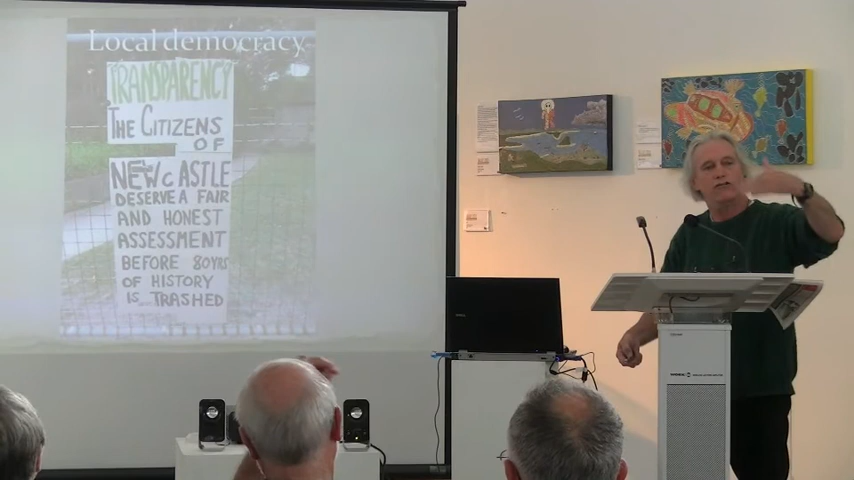 Local democracy
TRANSPARENCY
THE CITIZENS
OF
NEWCASTLE
DESERVE A FAIR
AND HONEST
ASSESSMENT
BEFORE 80YRS
OF HISTORY
IS TRASHED